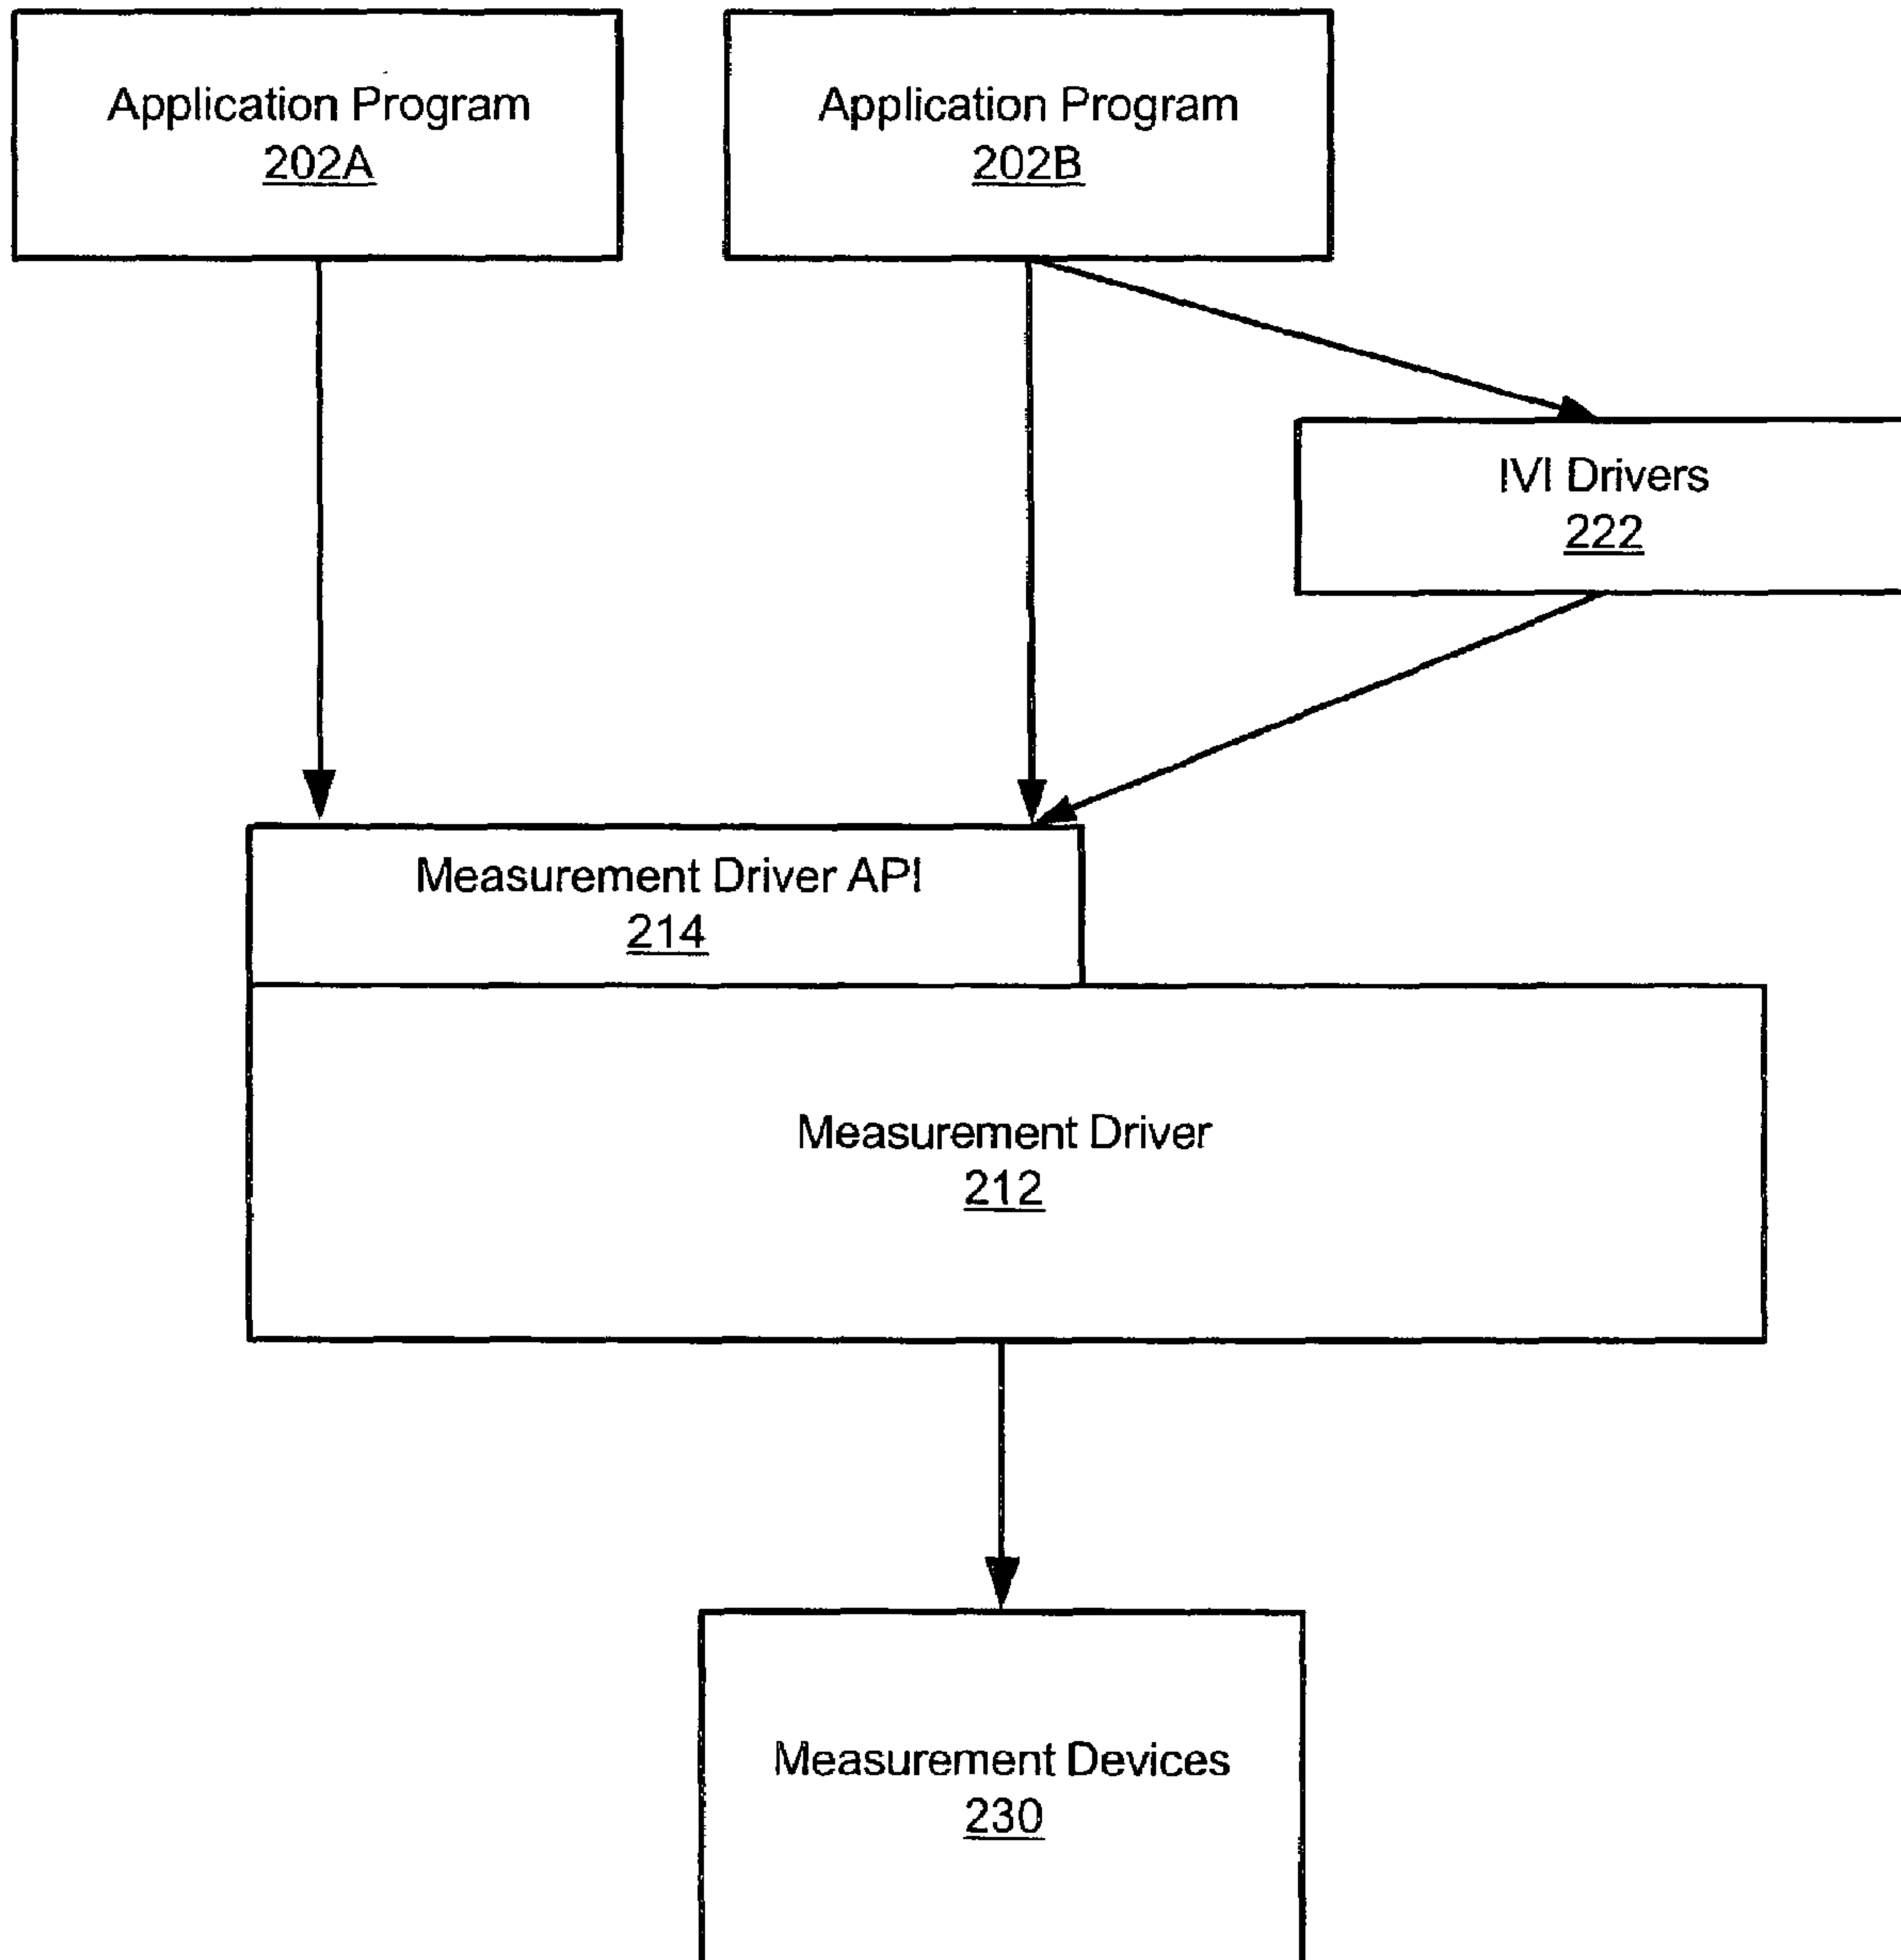 Application Program
202A
Application Program
202B
IVI Drivers
222
Measurement Driver API
214
Measurement Driver
212
Measurement Devices
230